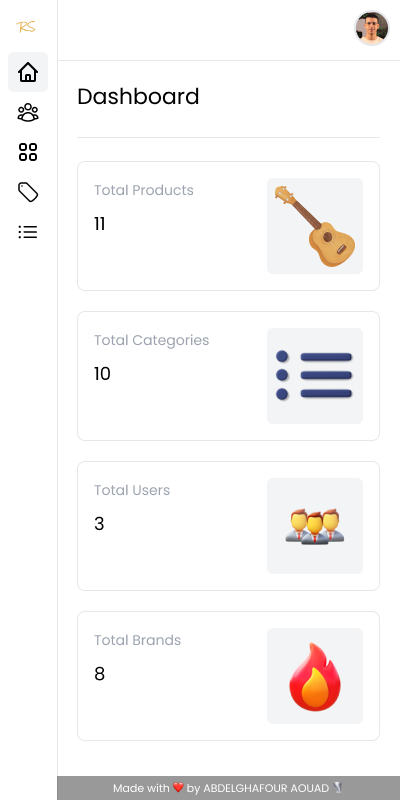 RS
Dashboard
Total Products
11
Total Categories
10
Total Users
3
Total Brands
8
Made with ❤️ by ABDELGHAFOUR AOUAD